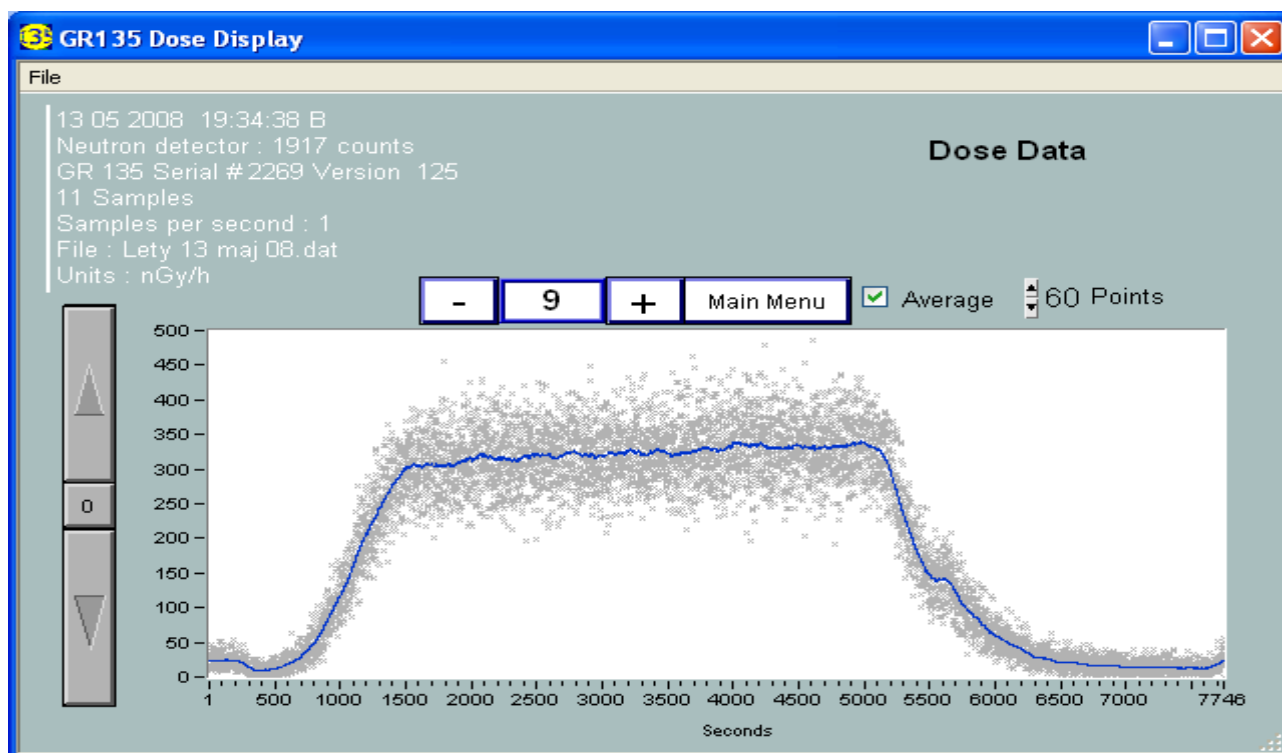 GR135 Dose Display
File
13 05 2008 19:34:38 B
Neutron detector : 1917 counts
GR 135 Serial # 2269 Version 125
11 Samples
Samples per second : 1
File : Lety 13 maj 08.dat
Units : nGy/h
Dose Data
- 9 + Main Menu Average 60 Points
0
500
450
400
350
300
250
200
150
100
50
0
1 500 1000 1500 2000 2500 3000 3500 4000 4500 5000 5500 6000 6500 7000 7746
Seconds